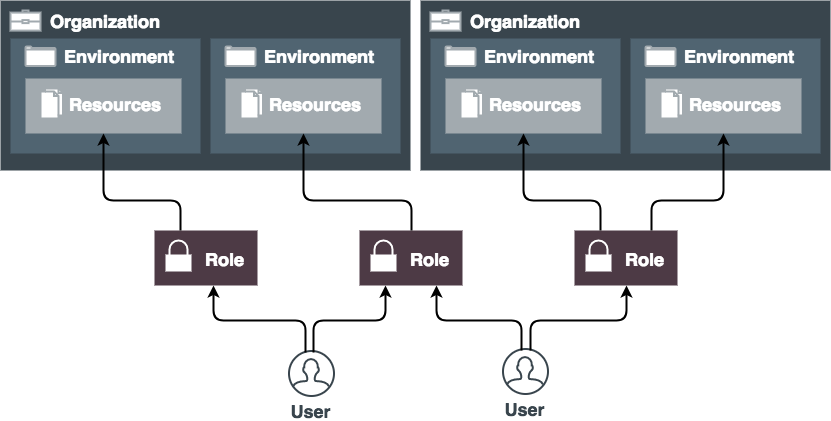 Organization
Environment
Resources
Environment
Resources
Organization
Environment
Resources
Environment
Resources
Role
Role
Role
User
User